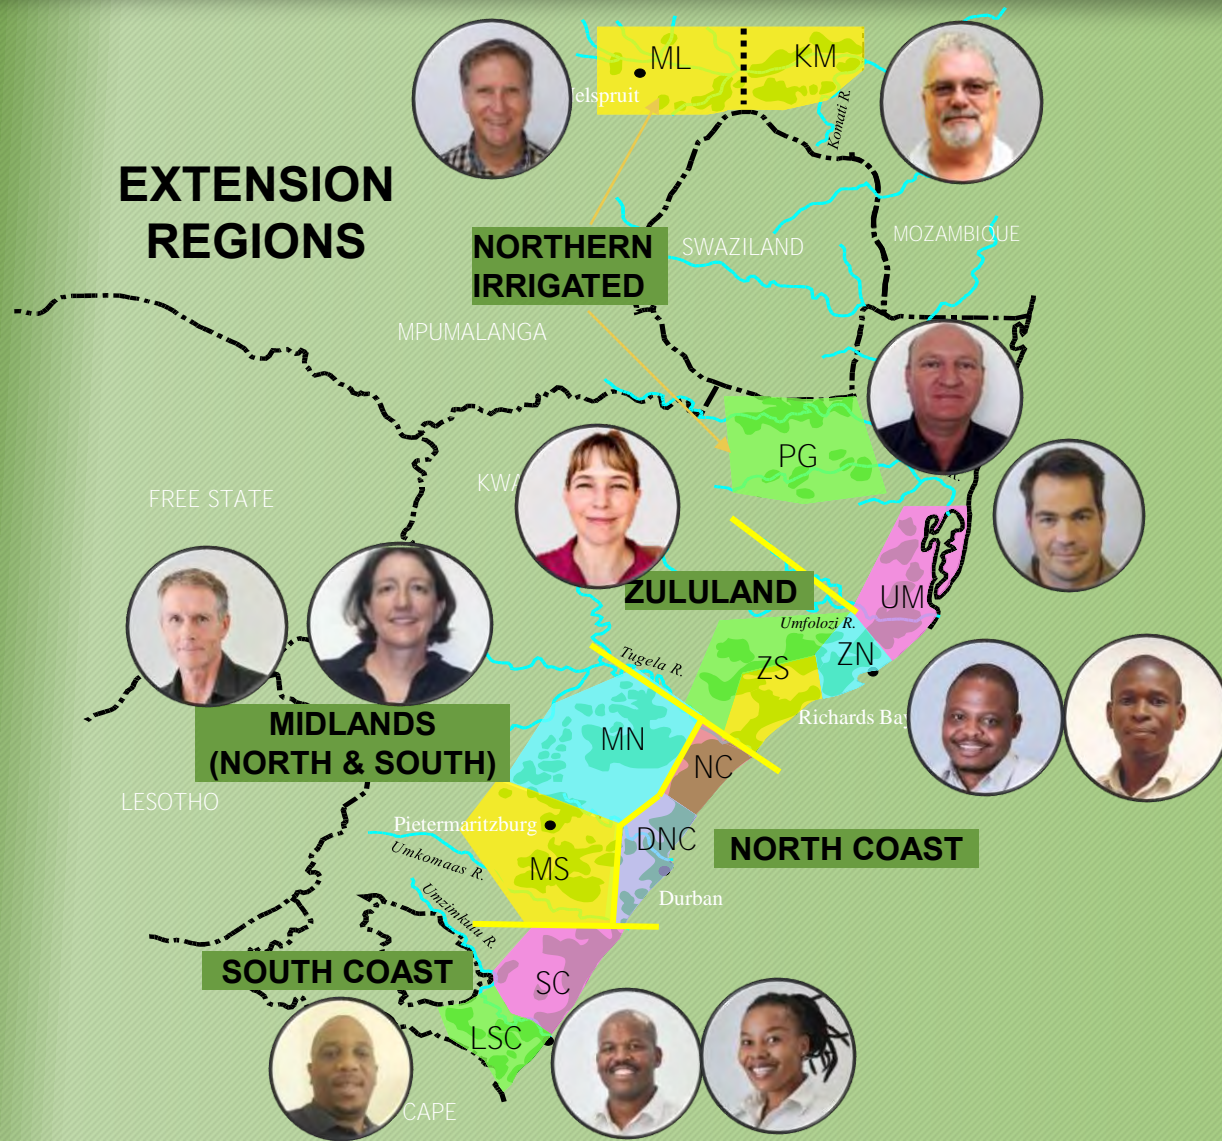 ML
KM
elspruit
Komati R.
EXTENSION
REGIONS
NORTHERN
IRRIGATED
SWAZILAND
MOZAMBIQUE
MPUMALANGA
PG
KWA
FREE STATE
UM
ZULULAND
Umfolozi R.
ZN
ZS
Tugela R.
Richards Bay
MIDLANDS
(NORTH & SOUTH)
MN
NC
LESOTHO
Pietermaritzburg
DNC
NORTH COAST
Umkomaas R.
MS
Durban
Umzimkulu R.
SOUTH COAST
SC
LSC
CAPE